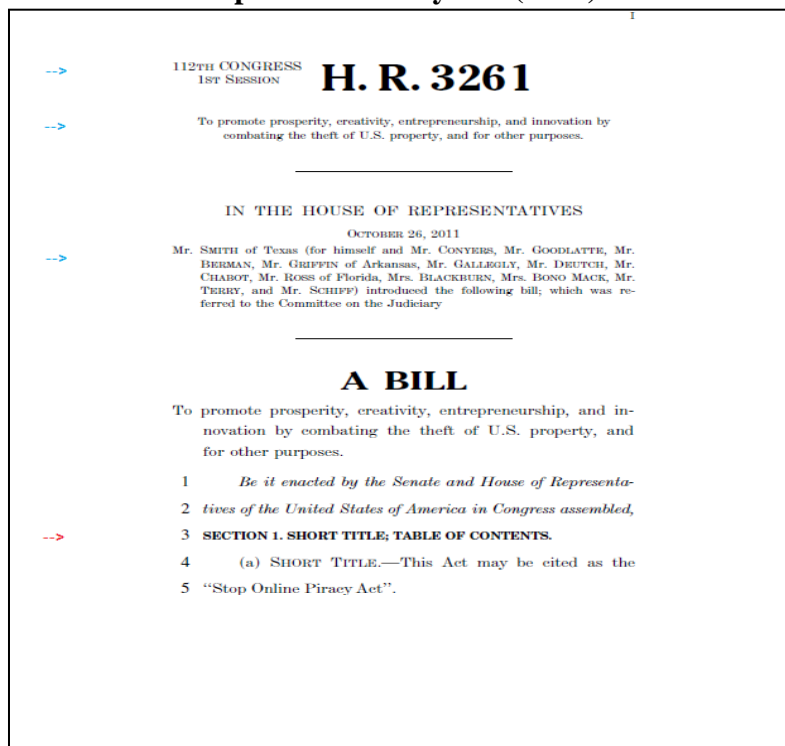 I
--> 112TH CONGRESS
1ST SESSION H. R. 3261
--> To promote prosperity, creativity, entrepreneurship, and innovation by
combating the theft of U.S. property, and for other purposes.
IN THE HOUSE OF REPRESENTATIVES
OCTOBER 26, 2011
Mr. SMITH of Texas (for himself and Mr. CONYERS, Mr. GOODLATTE, Mr.
--> BERMAN, Mr. GRIFFIN of Arkansas, Mr. GALLEGLY, Mr. DEUTCH, Mr.
CHABOT, Mr. ROSS of Florida, Mrs. BLACKBURN, Mrs. BONO MACK, Mr.
TERRY, and Mr. SCHIFF) introduced the following bill; which was re-
ferred to the Committee on the Judiciary
A BILL
To promote prosperity, creativity, entrepreneurship, and in-
novation by combating the theft of U.S. property, and
for other purposes.
1 Be it enacted by the Senate and House of Representa-
2 tives of the United States of America in Congress assembled,
--> 3 SECTION 1. SHORT TITLE; TABLE OF CONTENTS.
4 (a) SHORT TITLE.—This Act may be cited as the
5 ‘‘Stop Online Piracy Act’’.